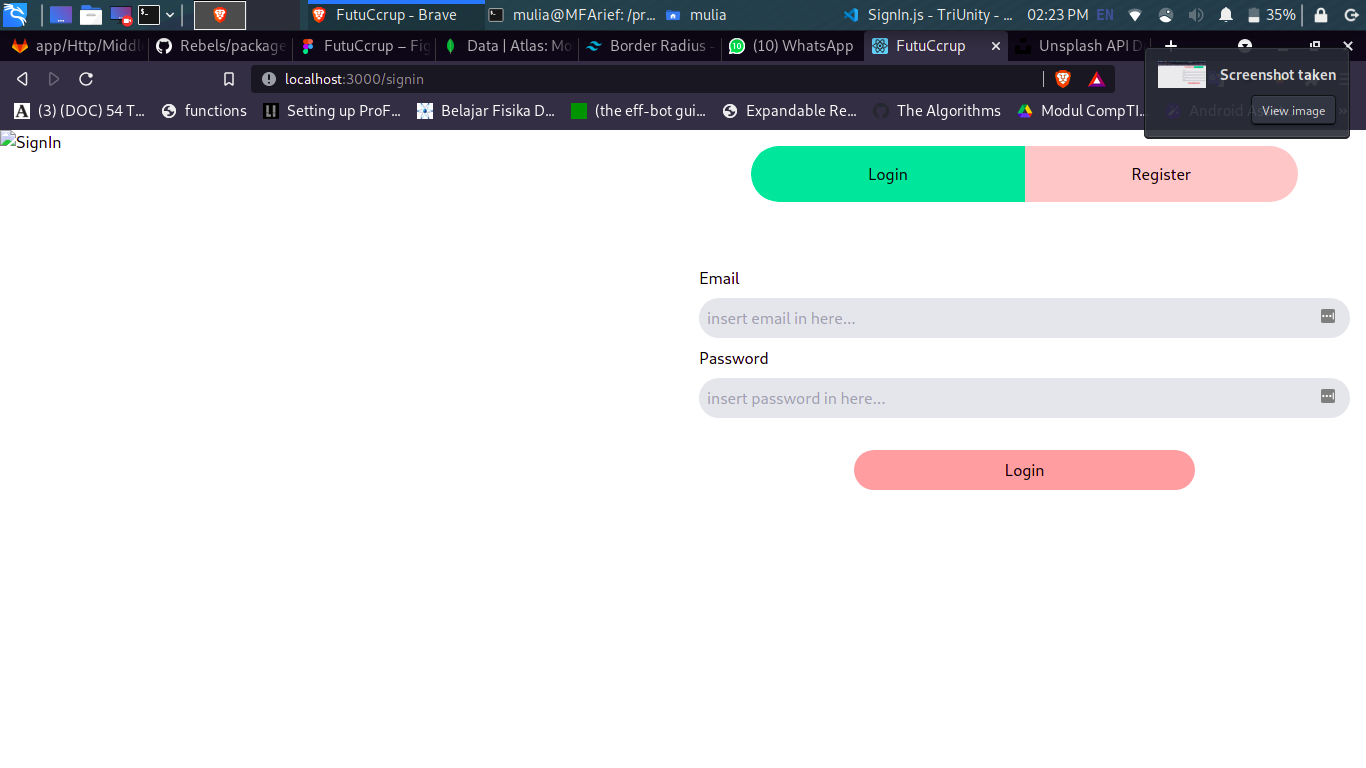 FutuCcrup - Brave
mulia@MFArief: /pr...
mulia
SignIn.js - TriUnity - ...
02:23 PM
EN
35%
app/Http/Middl
Rebels/package
FutuCcrup – Fig
Data | Atlas: Mo
Border Radius -
(10) WhatsApp
FutuCcrup
Unsplash API D
localhost:3000/signin
Screenshot taken
View image
(3) (DOC) 54 T...
functions
Setting up ProF...
Belajar Fisika D...
(the eff-bot gui...
Expandable Re...
The Algorithms
Modul CompTI...
SignIn
Login
Register
Email
insert email in here...
Password
insert password in here...
Login